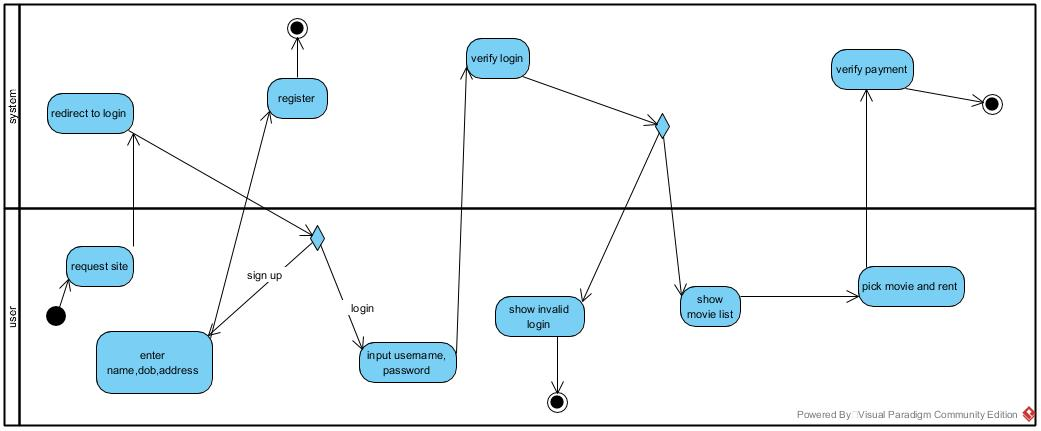 system
verify login
verify payment
register
redirect to login
user
request site
sign up
login
enter
name,dob,address
input username,
password
show invalid
login
show
movie list
pick movie and rent
Powered By Visual Paradigm Community Edition